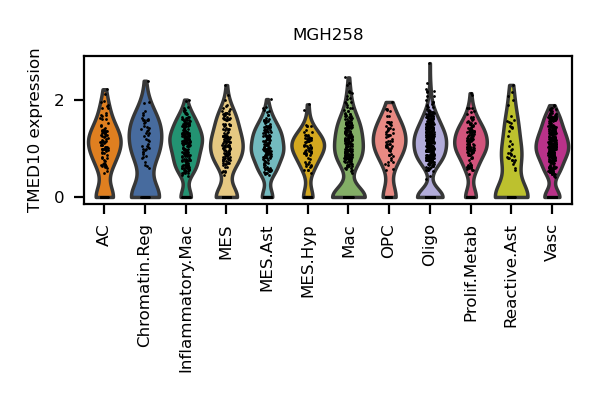 MGH258
TMED10 expression
2
0
AC
Chromatin.Reg
Inflammatory.Mac
MES
MES.Ast
MES.Hyp
Mac
OPC
Oligo
Prolif.Metab
Reactive.Ast
Vasc